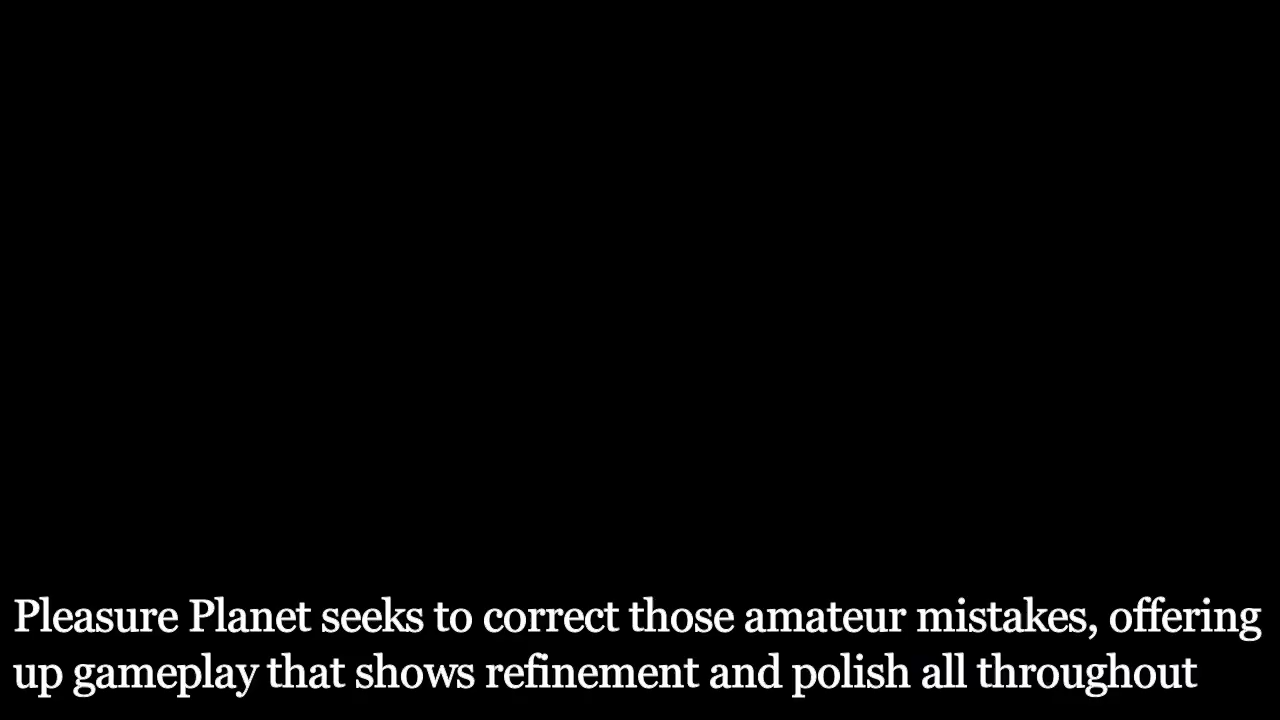 Pleasure Planet seeks to correct those amateur mistakes, offering
up gameplay that shows refinement and polish all throughout